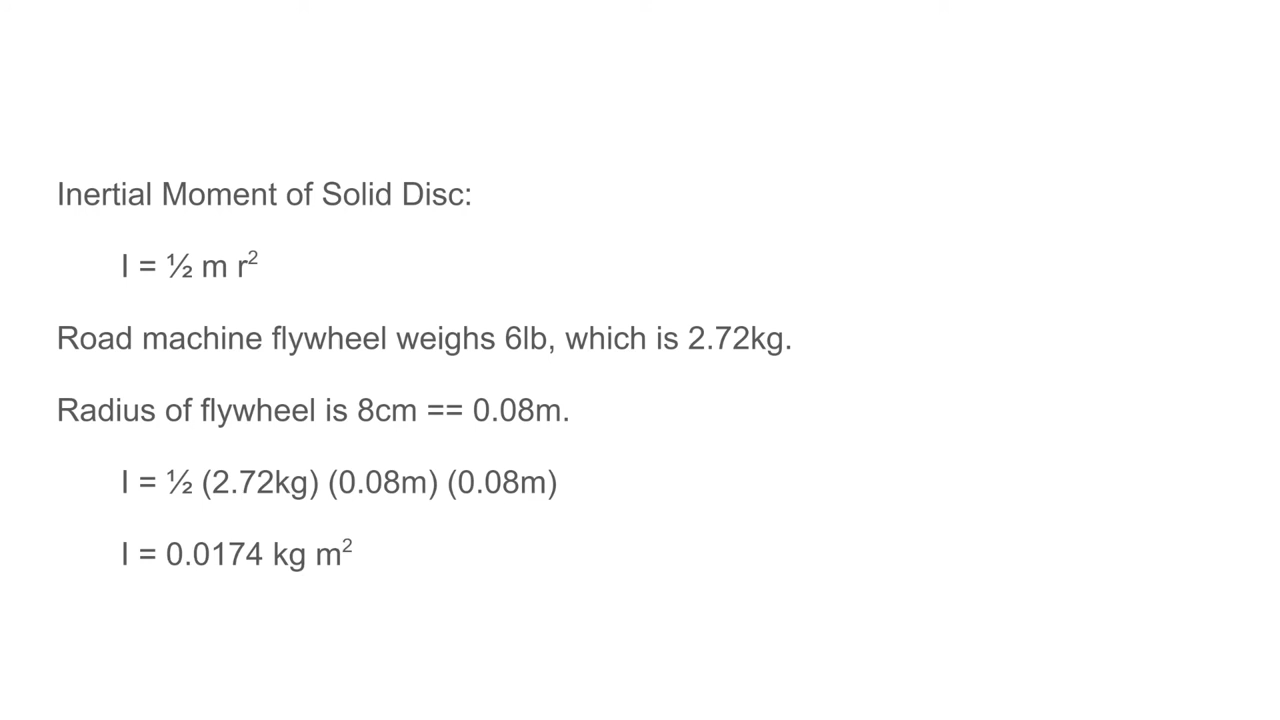 Inertial Moment of Solid Disc:
I = ½ m r²
Road machine flywheel weighs 6lb, which is 2.72kg.
Radius of flywheel is 8cm == 0.08m.
I = ½ (2.72kg) (0.08m) (0.08m)
I = 0.0174 kg m²